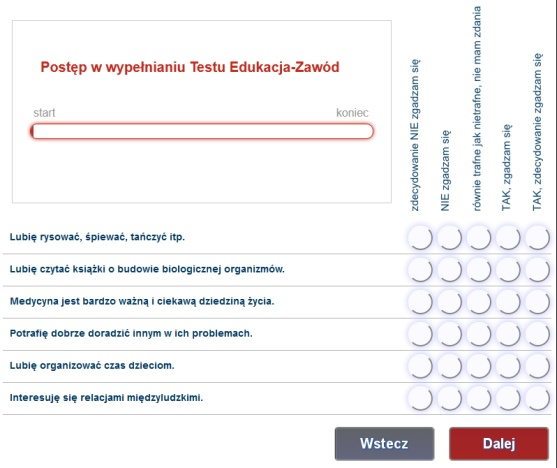 Postęp w wypełnianiu Testu Edukacja-Zawód
start
koniec
zdecydowanie NIE zgadzam się
NIE zgadzam się
równie trafne jak nietrafne, nie mam zdania
TAK, zgadzam się
TAK, zdecydowanie zgadzam się
Lubię rysować, śpiewać, tańczyć itp.
Lubię czytać książki o budowie biologicznej organizmów.
Medycyna jest bardzo ważną i ciekawą dziedziną życia.
Potrafię dobrze doradzić innym w ich problemach.
Lubię organizować czas dzieciom.
Interesuję się relacjami międzyludzkimi.
Wstecz
Dalej